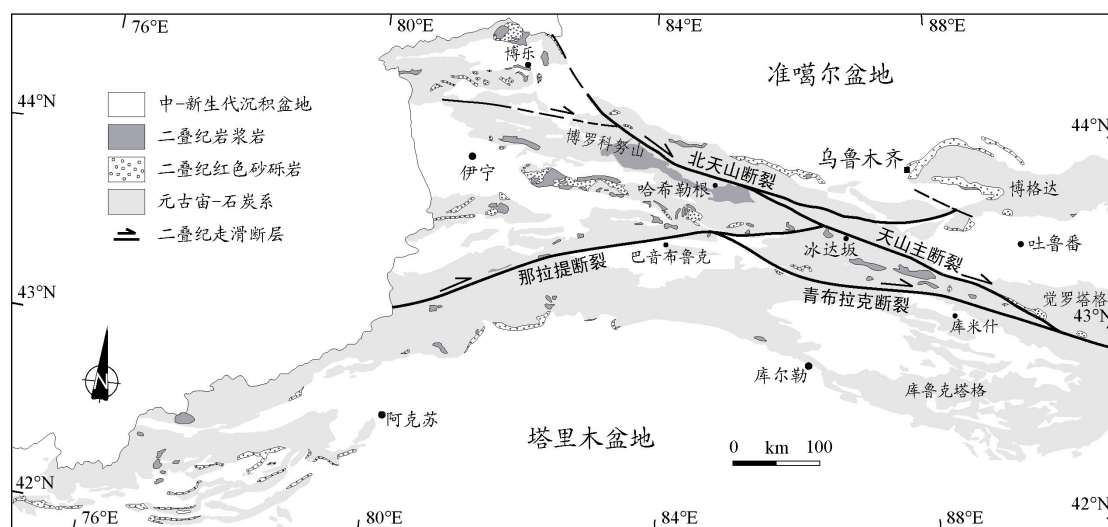 76°E
80°E
84°E
88°E
44°N
44°N
中-新生代沉积盆地
二叠纪岩浆岩
二叠纪红色砂砾岩
元古宙-石炭系
二叠纪走滑断层
博乐
准噶尔盆地
博罗科努山
伊宁
北天山断裂
哈希勒根
乌鲁木齐
博格达
吐鲁番
那拉提断裂
巴音布鲁克
冰达坂
天山主断裂
青布拉克断裂
觉罗塔格
43°N
43°N
库米什
N
库尔勒
库鲁克塔格
阿克苏
塔里木盆地
0 km 100
42°N
42°N
76°E
80°E
84°E
88°E